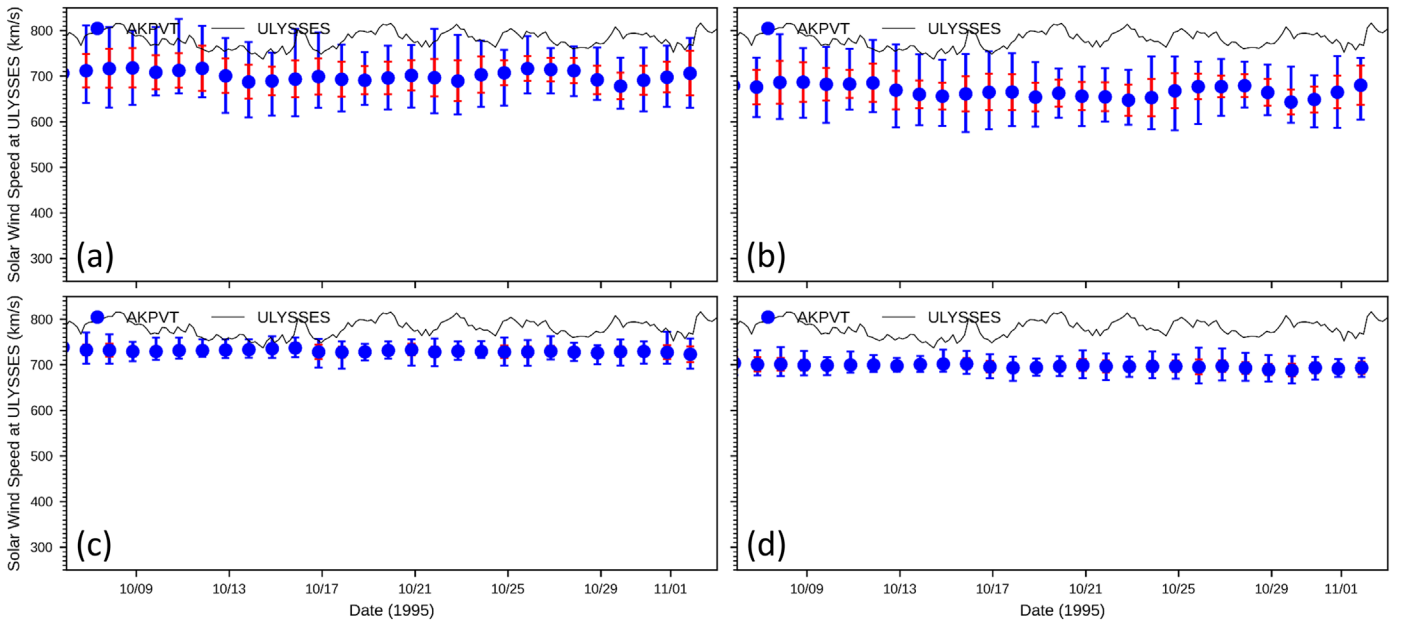 Solar Wind Speed at ULYSSES (km/s)
800
700
600
500
400
300
AKPVT
ULYSSES
(a)
AKPVT
ULYSSES
(b)
Solar Wind Speed at ULYSSES (km/s)
800
700
600
500
400
300
AKPVT
ULYSSES
(c)
10/09 10/13 10/17 10/21 10/25 10/29 11/01
Date (1995)
AKPVT
ULYSSES
(d)
10/09 10/13 10/17 10/21 10/25 10/29 11/01
Date (1995)